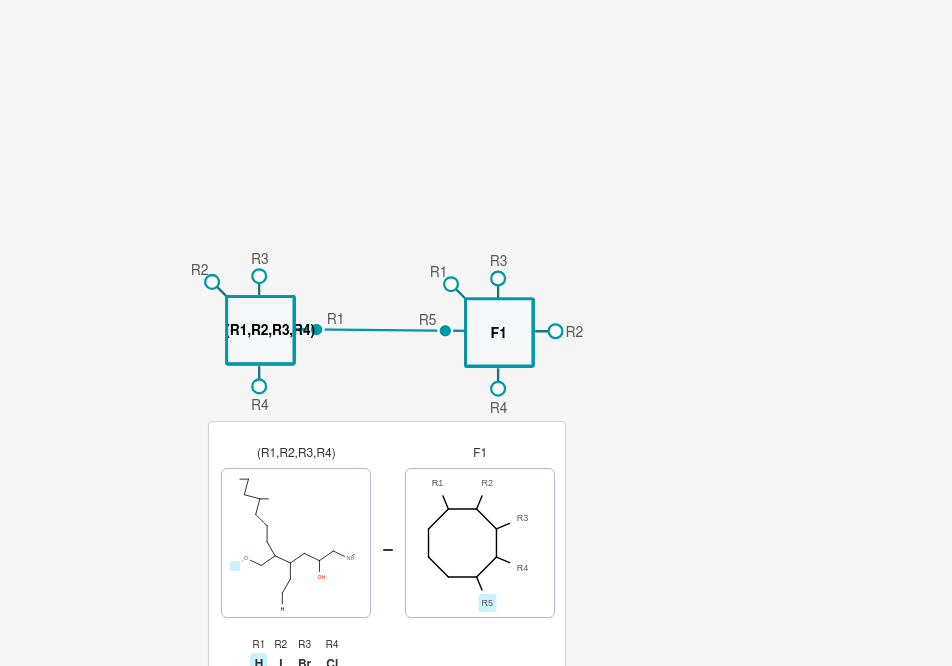 R2 R3
R1 R3
(R1,R2,R3,R4) R1 R5 F1 R2
R4 R4
(R1,R2,R3,R4) F1
R1 R2
R3
O
NH
R4
OH
R5
H
R1 R2 R3 R4
H I Br Cl